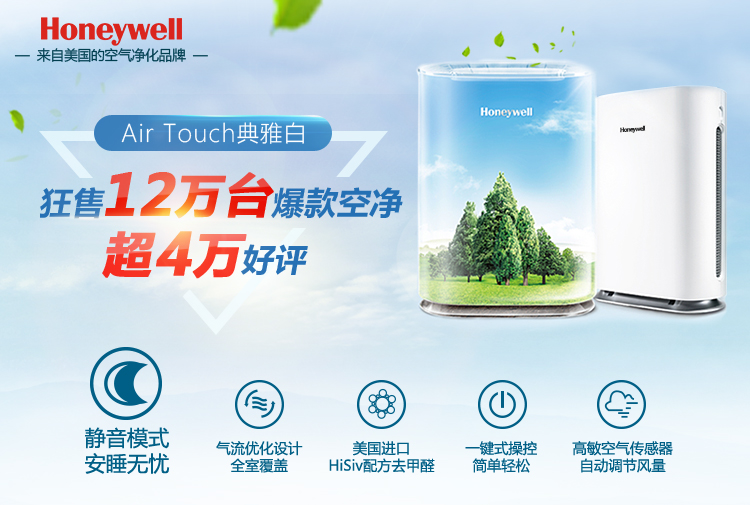 Honeywell
来自美国的空气净化品牌
Air Touch典雅白
狂售12万台爆款空净
超4万好评
Honeywell
Honeywell
静音模式
安睡无忧
气流优化设计
全室覆盖
美国进口
HiSiv配方去甲醛
一键式操控
简单轻松
高敏空气传感器
自动调节风量